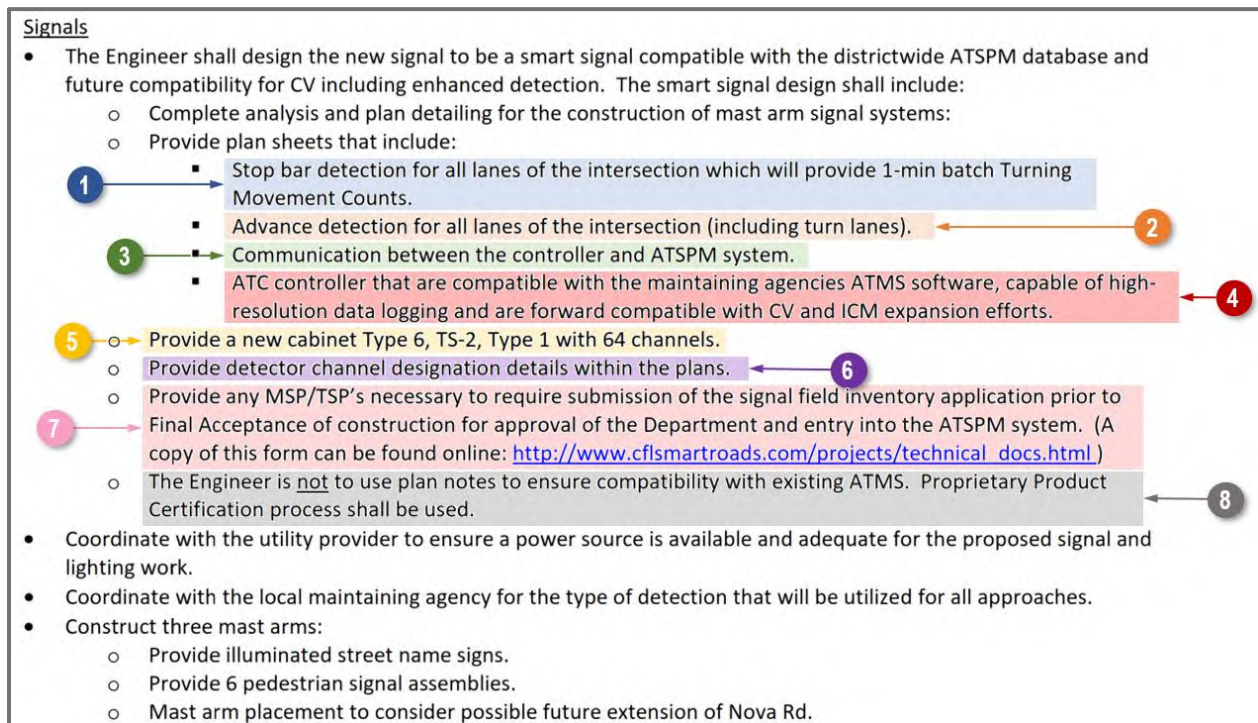 Signals
• The Engineer shall design the new signal to be a smart signal compatible with the districtwide ATSPM database and
future compatibility for CV including enhanced detection. The smart signal design shall include:
o Complete analysis and plan detailing for the construction of mast arm signal systems:
o Provide plan sheets that include:
1 ▪ Stop bar detection for all lanes of the intersection which will provide 1-min batch Turning
Movement Counts.
▪ Advance detection for all lanes of the intersection (including turn lanes). 2
3 ▪ Communication between the controller and ATSPM system.
▪ ATC controller that are compatible with the maintaining agencies ATMS software, capable of high-
resolution data logging and are forward compatible with CV and ICM expansion efforts. 4
5 o Provide a new cabinet Type 6, TS-2, Type 1 with 64 channels.
o Provide detector channel designation details within the plans. 6
o Provide any MSP/TSP's necessary to require submission of the signal field inventory application prior to
7 Final Acceptance of construction for approval of the Department and entry into the ATSPM system. (A
copy of this form can be found online: http://www.cflsmartroads.com/projects/technical_docs.html )
o The Engineer is not to use plan notes to ensure compatibility with existing ATMS. Proprietary Product
Certification process shall be used. 8
• Coordinate with the utility provider to ensure a power source is available and adequate for the proposed signal and
lighting work.
• Coordinate with the local maintaining agency for the type of detection that will be utilized for all approaches.
• Construct three mast arms:
o Provide illuminated street name signs.
o Provide 6 pedestrian signal assemblies.
o Mast arm placement to consider possible future extension of Nova Rd.